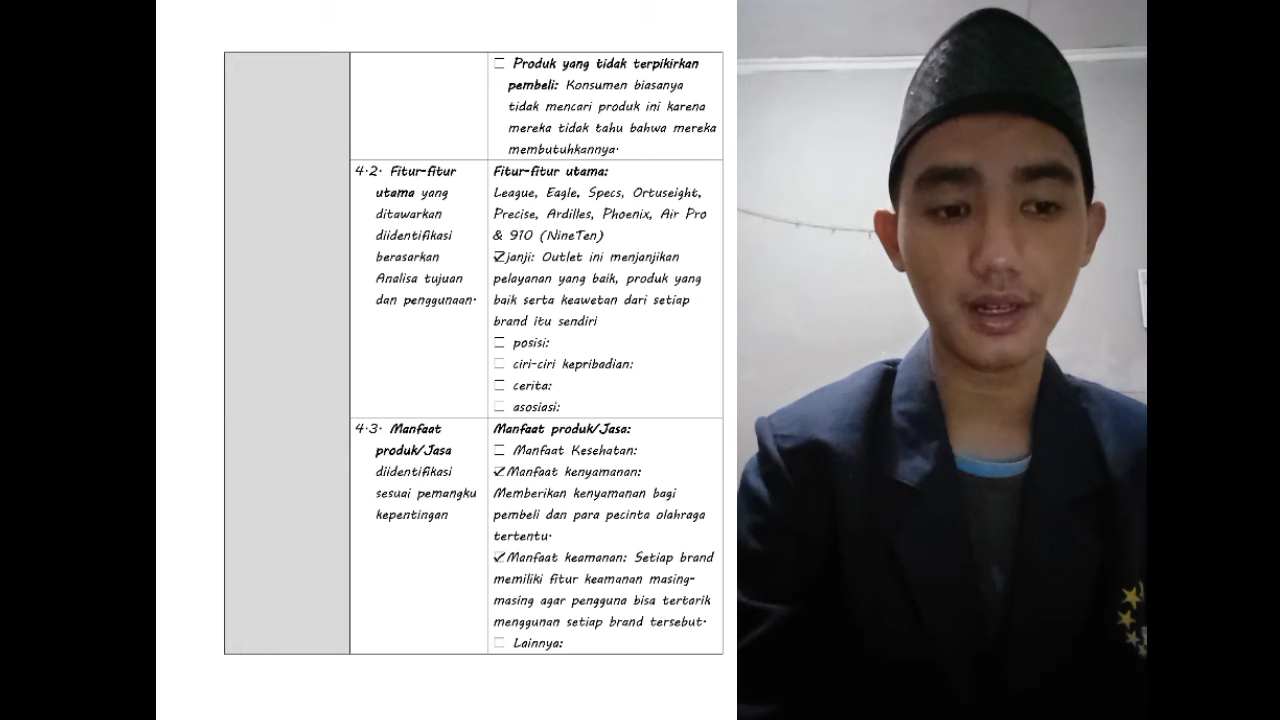 ☐ Produk yang tidak terpikirkan
pembeli: Konsumen biasanya
tidak mencari produk ini karena
mereka tidak tahu bahwa mereka
membutuhkannya.
4.2. Fitur-fitur
utama yang
ditawarkan
diidentifikasi
berasarkan
Analisa tujuan
dan penggunaan.
Fitur-fitur utama:
League, Eagle, Specs, Ortuseight,
Precise, Ardilles, Phoenix, Air Pro
& 910 (NineTen)
☑janji: Outlet ini menjanjikan
pelayanan yang baik, produk yang
baik serta keawetan dari setiap
brand itu sendiri
☐ posisi:
☐ ciri-ciri kepribadian:
☐ cerita:
☐ asosiasi:
4.3. Manfaat
produk/Jasa
diidentifikasi
sesuai pemangku
kepentingan
Manfaat produk/Jasa:
☐ Manfaat Kesehatan:
☑Manfaat kenyamanan:
Memberikan kenyamanan bagi
pembeli dan para pecinta olahraga
tertentu.
☑Manfaat keamanan: Setiap brand
memiliki fitur keamanan masing-
masing agar pengguna bisa tertarik
menggunan setiap brand tersebut.
☐ Lainnya: